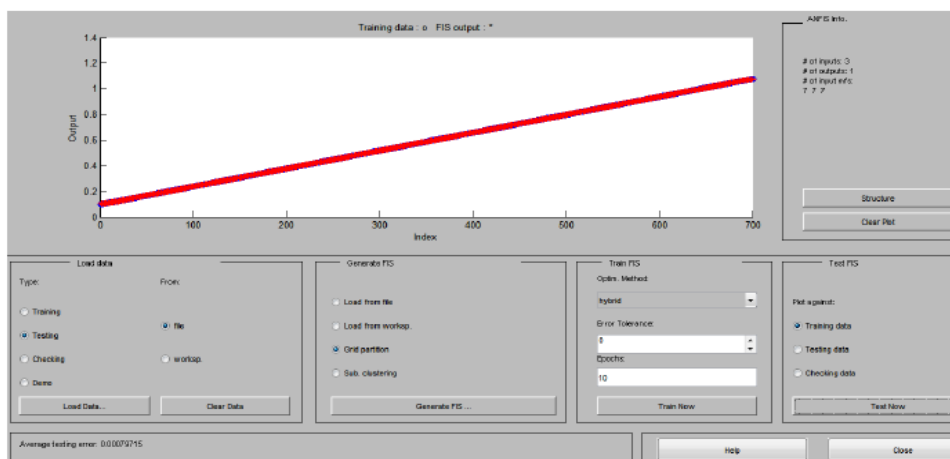 Training data : o   FIS output : *
1.4
1.2
1
0.8
0.6
0.4
0.2
0
Output
0
100
200
300
400
500
600
700
Index
ANFIS Info.
# of inputs: 3
# of outputs: 1
# of input mfs:
7 7 7
Structure
Clear Plot
Load data
Type:
From:
Training
Testing
Checking
Demo
file
worksp.
Load Data...
Clear Data
Generate FIS
Load from file
Load from worksp.
Grid partition
Sub. clustering
Generate FIS ...
Train FIS
Optim. Method:
hybrid
Error Tolerance:
0
Epochs:
10
Train Now
Test FIS
Plot against:
Training data
Testing data
Checking data
Test Now
Average testing error: 0.00079715
Help
Close